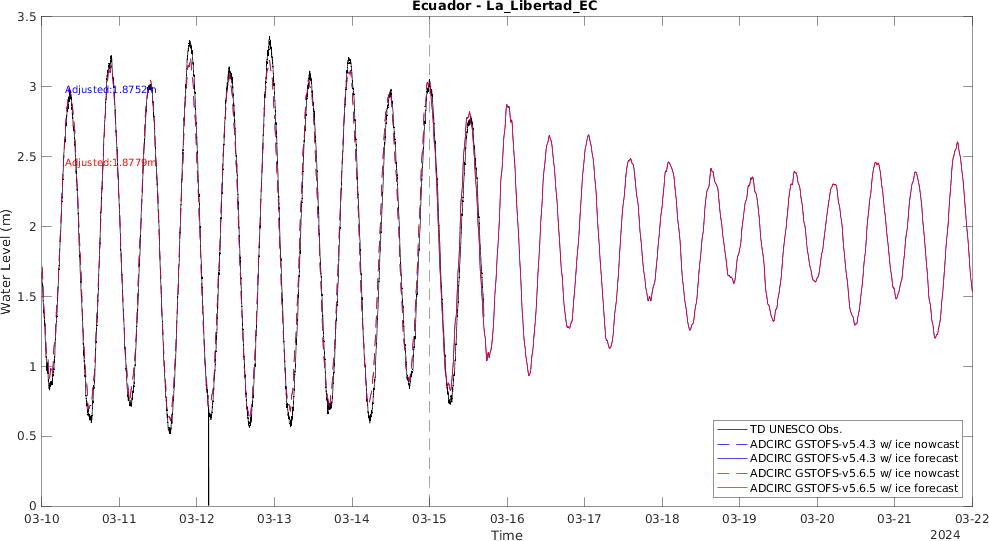 Ecuador - La_Libertad_EC
3.5
3
2.5
2
1.5
1
0.5
0
Water Level (m)
Adjusted:1.8752m
Adjusted:1.8779m
TD UNESCO Obs.
ADCIRC GSTOFS-v5.4.3 w/ ice nowcast
ADCIRC GSTOFS-v5.4.3 w/ ice forecast
ADCIRC GSTOFS-v5.6.5 w/ ice nowcast
ADCIRC GSTOFS-v5.6.5 w/ ice forecast
03-10 03-11 03-12 03-13 03-14 03-15 03-16 03-17 03-18 03-19 03-20 03-21 03-22
Time
2024